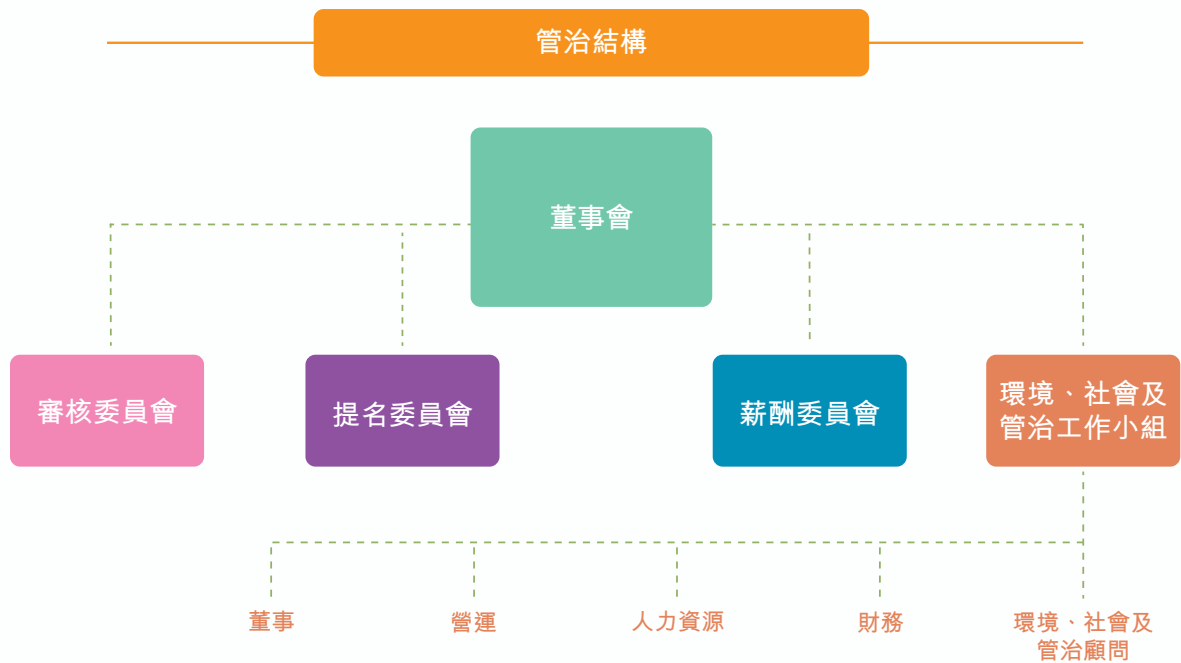 管治結構
董事會
審核委員會
提名委員會
薪酬委員會
環境、社會及
管治工作小組
董事
營運
人力資源
財務
環境、社會及
管治顧問